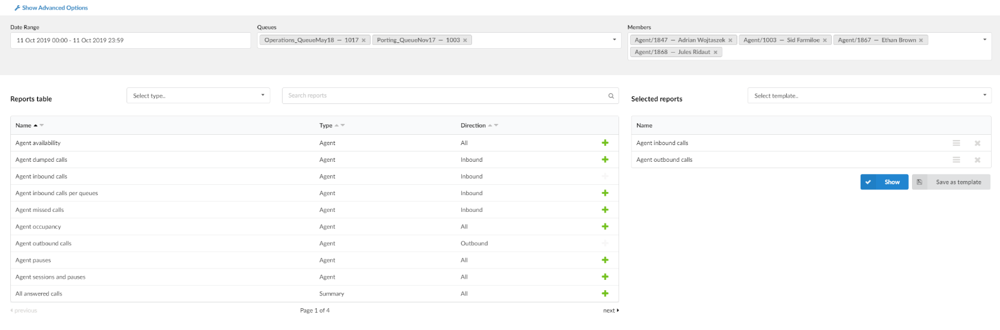 Show Advanced Options
Date Range
11 Oct 2019 00:00 - 11 Oct 2019 23:59
Queues
Operations_QueueMay18 — 1017 ×
Porting_QueueNov17 — 1003 ×
Members
Agent/1847 — Adrian Wojtaszek ×
Agent/1003 — Sid Farmiloe ×
Agent/1867 — Ethan Brown ×
Agent/1868 — Jules Ridaut ×
Reports table
Select type..
Search reports
Name Type Direction
Agent availability Agent All
Agent dumped calls Agent Inbound
Agent inbound calls Agent Inbound
Agent inbound calls per queues Agent Inbound
Agent missed calls Agent Inbound
Agent occupancy Agent All
Agent outbound calls Agent Outbound
Agent pauses Agent All
Agent sessions and pauses Agent All
All answered calls Summary All
previous Page 1 of 4 next
Selected reports
Select template..
Name
Agent inbound calls
Agent outbound calls
Show
Save as template